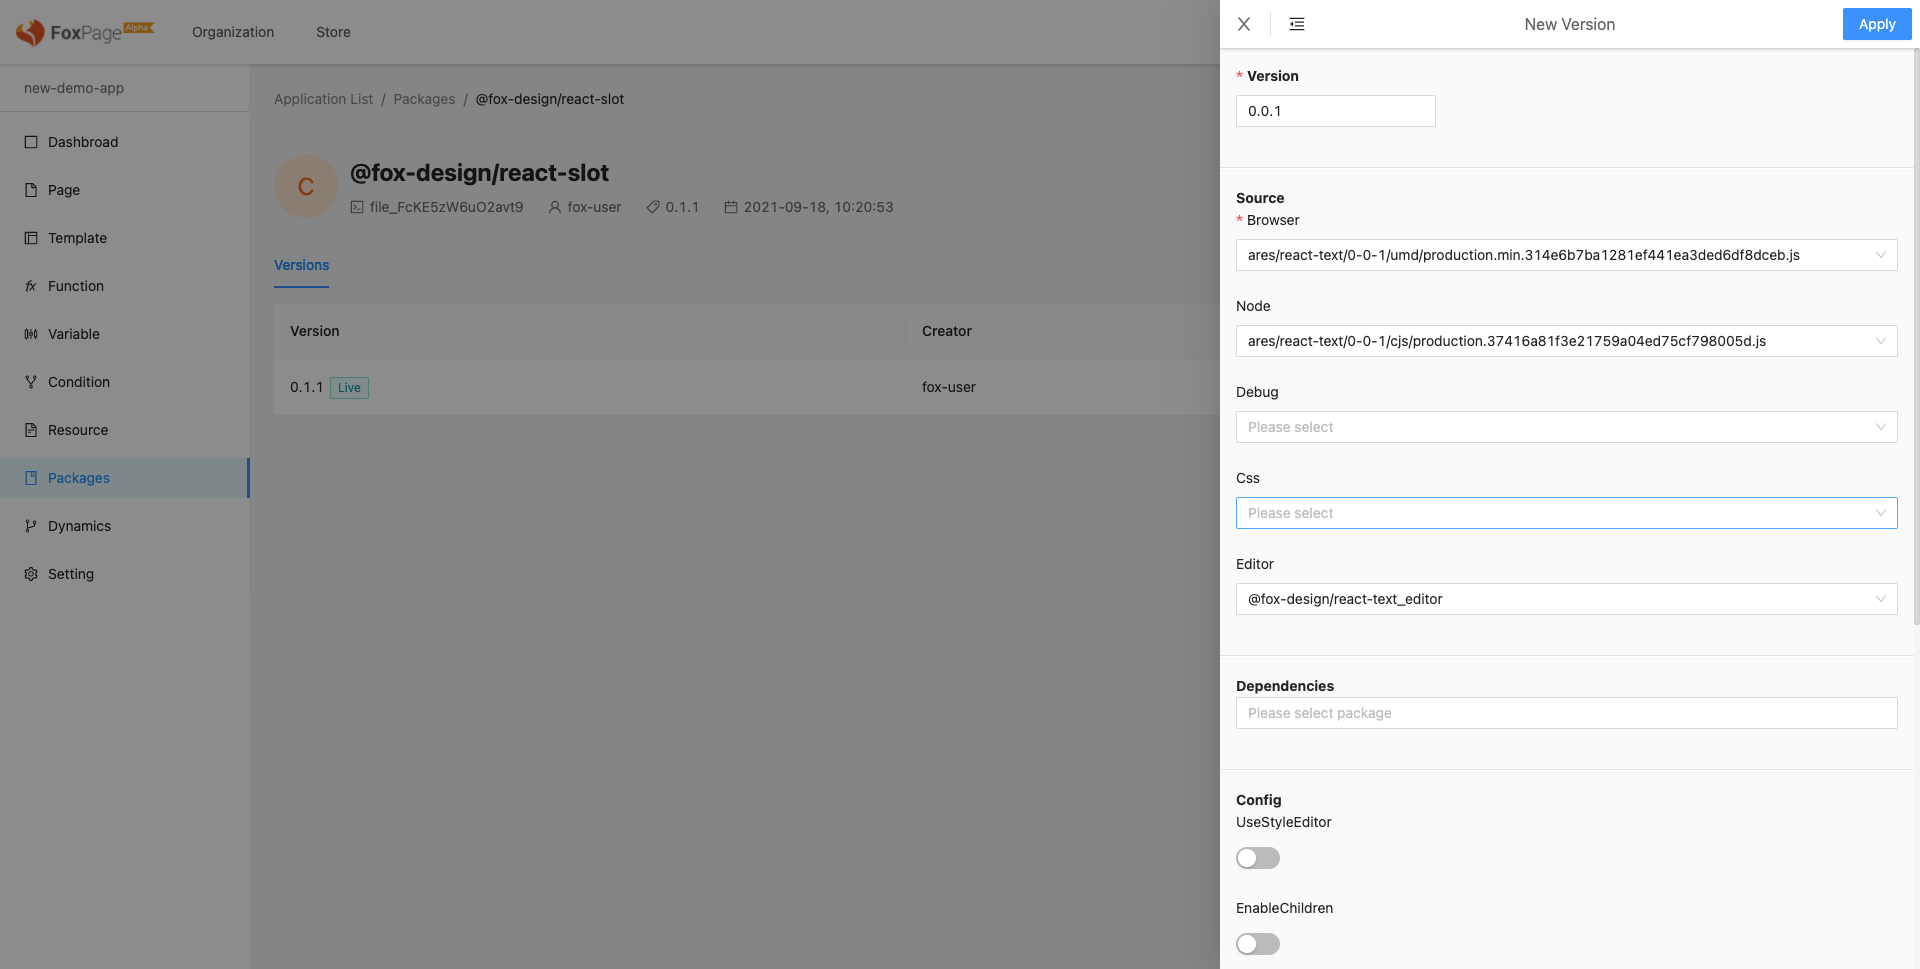 FoxPage Alpha
Organization
Store
new-demo-app
Dashbroad
Page
Template
Function
Variable
Condition
Resource
Packages
Dynamics
Setting
Application List / Packages / @fox-design/react-slot
C
@fox-design/react-slot
file_FcKE5zW6uO2avt9 fox-user 0.1.1 2021-09-18, 10:20:53
Versions
Version Creator
0.1.1 Live fox-user
New Version
Apply
* Version
0.0.1
Source
* Browser
ares/react-text/0-0-1/umd/production.min.314e6b7ba1281ef441ea3ded6df8dceb.js
Node
ares/react-text/0-0-1/cjs/production.37416a81f3e21759a04ed75cf798005d.js
Debug
Please select
Css
Please select
Editor
@fox-design/react-text_editor
Dependencies
Please select package
Config
UseStyleEditor
EnableChildren